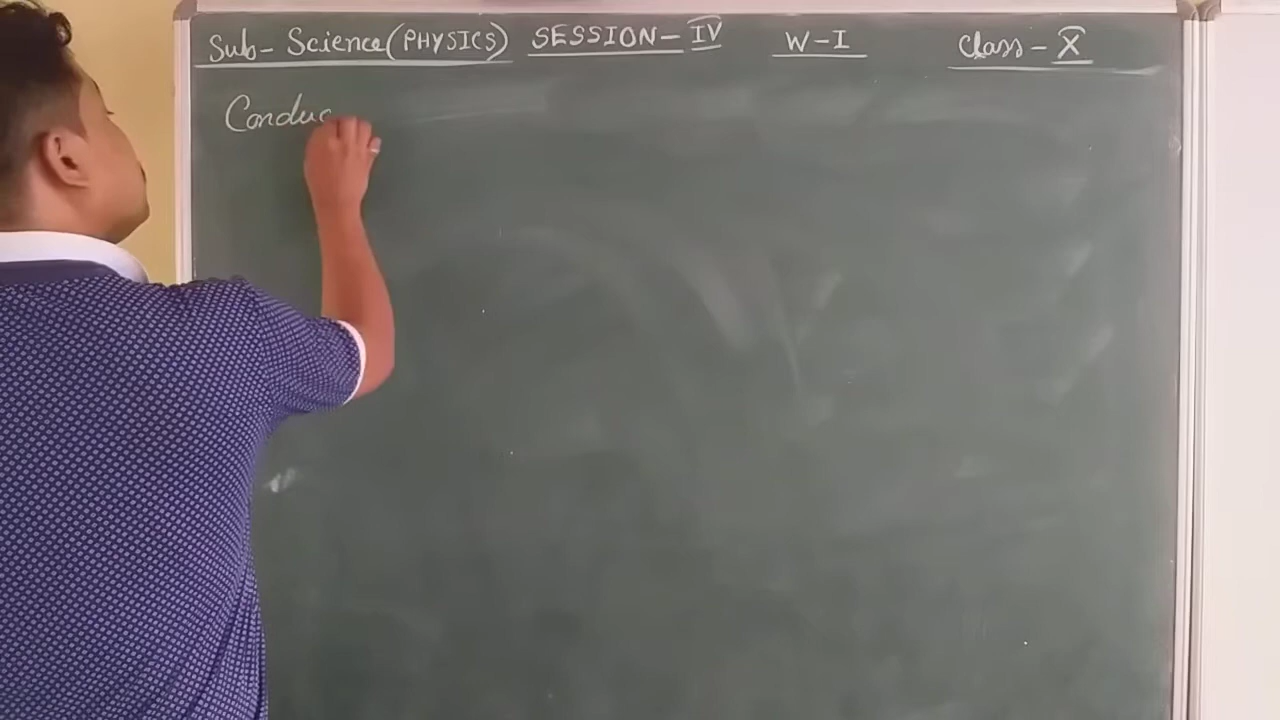 Sub- Science (PHYSICS) SESSION- IV W-I Class- X
Conduc